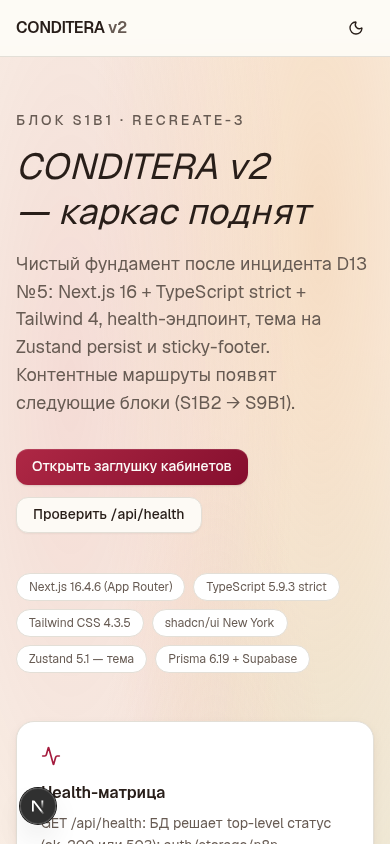 CONDITERA v2
БЛОК S1B1 · RECREATE-3
CONDITERA v2
— каркас поднят
Чистый фундамент после инцидента D13
№5: Next.js 16 + TypeScript strict +
Tailwind 4, health-эндпоинт, тема на
Zustand persist и sticky-footer.
Контентные маршруты появят
следующие блоки (S1B2 → S9B1).
Открыть заглушку кабинетов
Проверить /api/health
Next.js 16.4.6 (App Router)
TypeScript 5.9.3 strict
Tailwind CSS 4.3.5
shadcn/ui New York
Zustand 5.1 — тема
Prisma 6.19 + Supabase
Health-матрица
GET /api/health: БД решает top-level статус
N